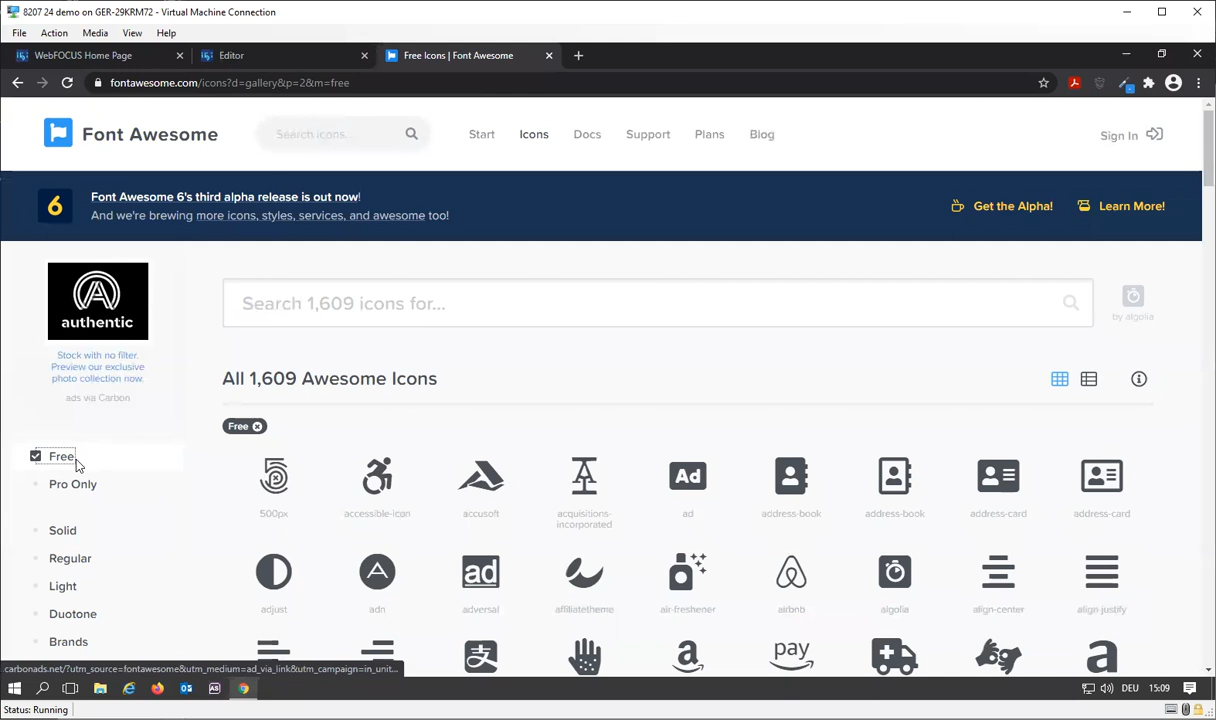 8207 24 demo on GER-29KRM72 - Virtual Machine Connection
File Action Media View Help
WebFOCUS Home Page
Editor
Free Icons | Font Awesome
fontawesome.com/icons?d=gallery&p=2&m=free
Font Awesome
Search icons...
Start
Icons
Docs
Support
Plans
Blog
Sign In
6
Font Awesome 6's third alpha release is out now!
And we're brewing more icons, styles, services, and awesome too!
Get the Alpha!
Learn More!
authentic
Stock with no filter.
Preview our exclusive
photo collection now.
ads via Carbon
Search 1,609 icons for...
by algolia
All 1,609 Awesome Icons
Free
Free
Pro Only
Solid
Regular
Light
Duotone
Brands
5
Ad
500px
accessible-icon
accusoft
acquisitions-
incorporated
ad
address-book
address-book
address-card
address-card
ad
adjust
adn
adversal
affiliatetheme
air-freshener
airbnb
algolia
align-center
align-justify
a
pay
a
carbonads.net/?utm_source=fontawesome&utm_medium=ad_via_link&utm_campaign=in_unit...
DEU
15:09
Status: Running